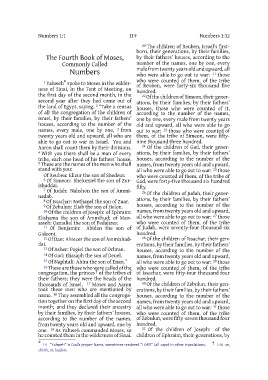 Numbers 1:1
119
Numbers 1:32
The Fourth Book of Moses,
Commonly Called
Numbers
¹ Yahweh* spoke to Moses in the wilder-
ness of Sinai, in the Tent of Meeting, on
the first day of the second month, in the
second year after they had come out of
the land of Egypt, saying, ² “Take a census
of all the congregation of the children of
Israel, by their families, by their fathers’
houses, according to the number of the
names, every male, one by one, ³ from
twenty years old and upward, all who are
able to go out to war in Israel. You and
Aaron shall count them by their divisions.
⁴ With you there shall be a man of every
tribe, each one head of his fathers’ house.
⁵ These are the names of the men who shall
stand with you:
Of Reuben: Elizur the son of Shedeur.
⁶ Of Simeon: Shelumiel the son of Zuri-
shaddai.
⁷ Of Judah: Nahshon the son of Ammi-
nadab.
⁸ Of Issachar: Nethanel the son of Zuar.
⁹ Of Zebulun: Eliab the son of Helon.
¹⁰ Of the children of Joseph: of Ephraim:
Elishama the son of Ammihud; of Man-
asseh: Gamaliel the son of Pedahzur.
¹¹ Of Benjamin: Abidan the son of
Gideoni.
¹² Of Dan: Ahiezer the son of Ammishad-
dai.
¹³ Of Asher: Pagiel the son of Ochran.
¹⁴ Of Gad: Eliasaph the son of Deuel.
¹⁵ Of Naphtali: Ahira the son of Enan.”
¹⁶ These are those who were called of the
congregation, the princes* of the tribes of
their fathers; they were the heads of the
thousands of Israel. ¹⁷ Moses and Aaron
took these men who are mentioned by
name. ¹⁸ They assembled all the congrega-
tion together on the first day of the second
month; and they declared their ancestry
by their families, by their fathers’ houses,
according to the number of the names,
from twenty years old and upward, one by
one. ¹⁹ As Yahweh commanded Moses, so
he counted them in the wilderness of Sinai.
²⁰ The children of Reuben, Israel’s first-
born, their generations, by their families,
by their fathers’ houses, according to the
number of the names, one by one, every
male from twenty years old and upward, all
who were able to go out to war: ²¹ those
who were counted of them, of the tribe
of Reuben, were forty-six thousand five
hundred.
²² Of the children of Simeon, their gener-
ations, by their families, by their fathers’
houses, those who were counted of it,
according to the number of the names,
one by one, every male from twenty years
old and upward, all who were able to go
out to war: ²³ those who were counted of
them, of the tribe of Simeon, were fifty-
nine thousand three hundred.
²⁴ Of the children of Gad, their gener-
ations, by their families, by their fathers’
houses, according to the number of the
names, from twenty years old and upward,
all who were able to go out to war: ²⁵ those
who were counted of them, of the tribe of
Gad, were forty-five thousand six hundred
fifty.
²⁶ Of the children of Judah, their gener-
ations, by their families, by their fathers’
houses, according to the number of the
names, from twenty years old and upward,
all who were able to go out to war: ²⁷ those
who were counted of them, of the tribe
of Judah, were seventy-four thousand six
hundred.
²⁸ Of the children of Issachar, their gen-
erations, by their families, by their fathers’
houses, according to the number of the
names, from twenty years old and upward,
all who were able to go out to war: ²⁹ those
who were counted of them, of the tribe
of Issachar, were fifty-four thousand four
hundred.
³⁰ Of the children of Zebulun, their gen-
erations, by their families, by their fathers’
houses, according to the number of the
names, from twenty years old and upward,
all who were able to go out to war: ³¹ those
who were counted of them, of the tribe
of Zebulun, were fifty-seven thousand four
hundred.
³² Of the children of Joseph: of the
children of Ephraim, their generations, by
* 1:1 “Yahweh” is God’s proper Name, sometimes rendered “LORD” (all caps) in other translations. * 1:16 or,
chiefs, or, leaders